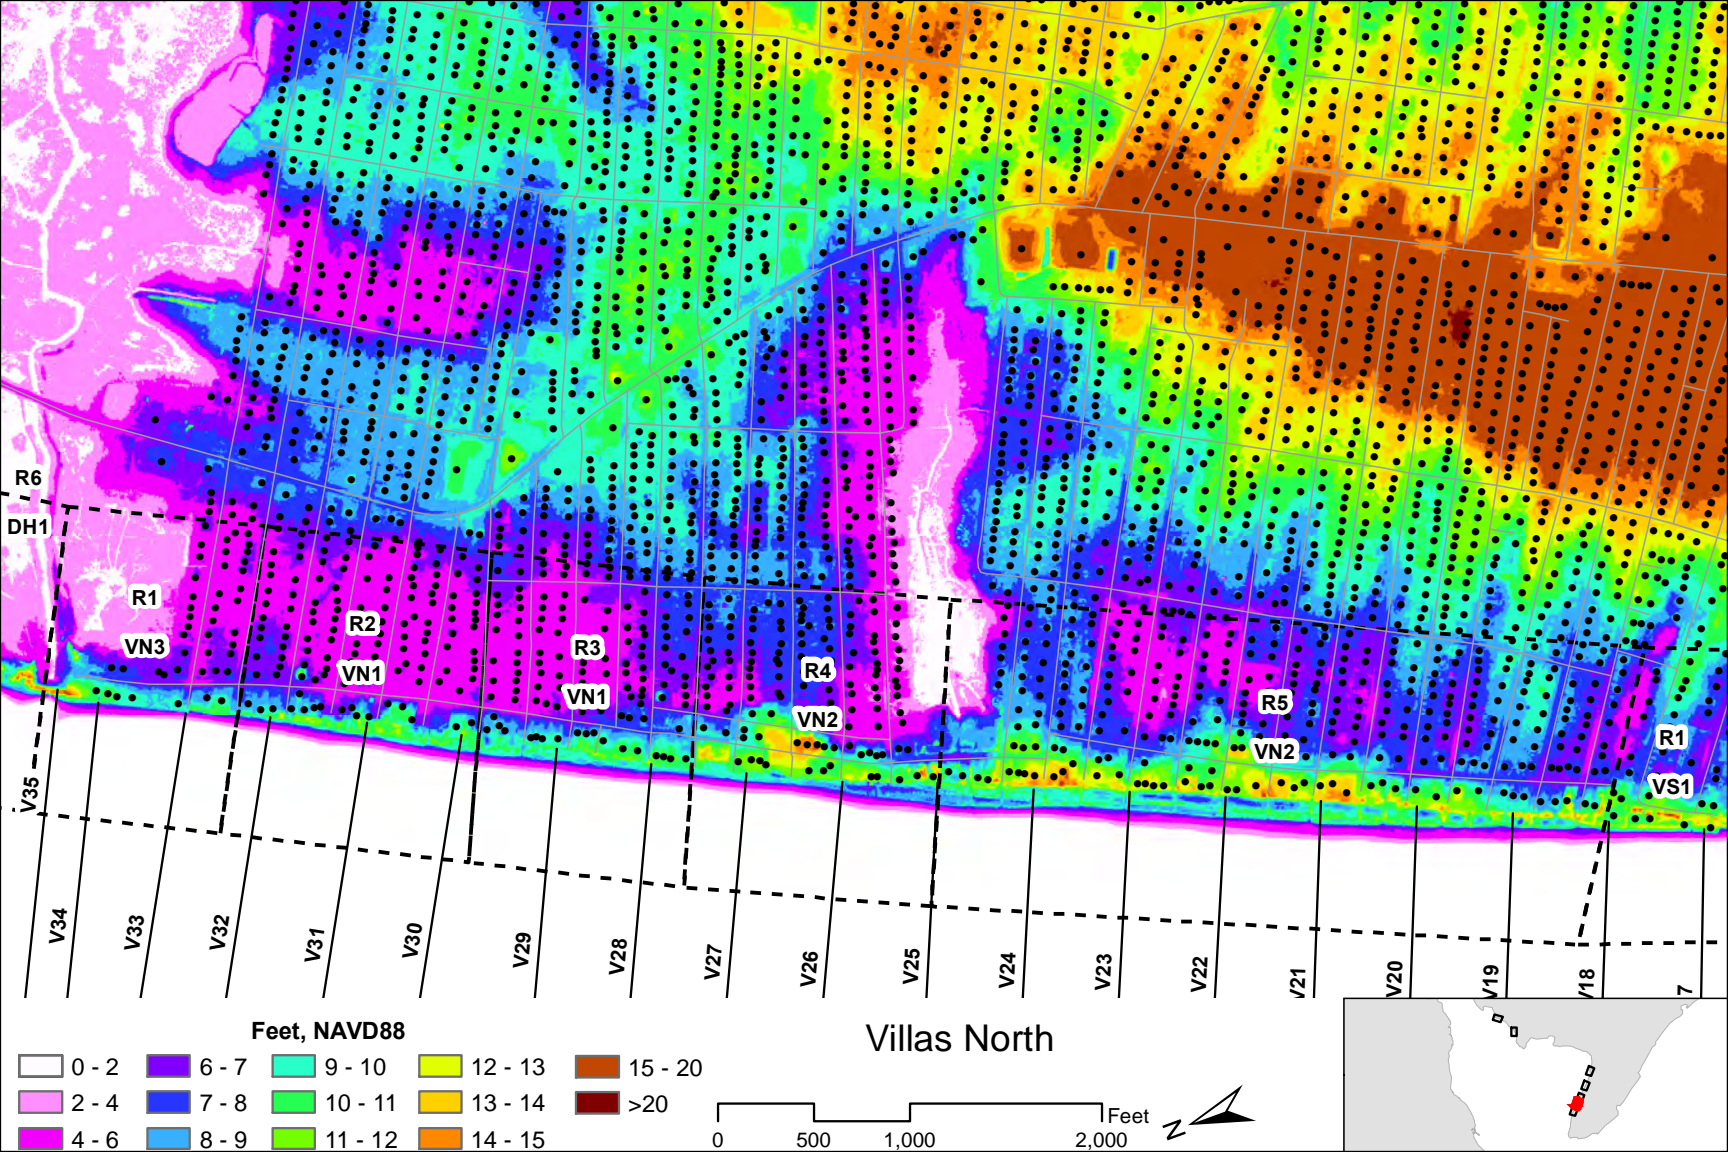 R6
DH1
R1
VN3
R2
VN1
R3
VN1
R4
VN2
R5
VN2
R1
VS1
V35
V34
V33
V32
V31
V30
V29
V28
V27
V26
V25
V24
V23
V22
V21
V20
V19
V18
7
Feet, NAVD88
0 - 2
2 - 4
4 - 6
6 - 7
7 - 8
8 - 9
9 - 10
10 - 11
11 - 12
12 - 13
13 - 14
14 - 15
15 - 20
>20
Villas North
Feet
0 500 1,000 2,000
N